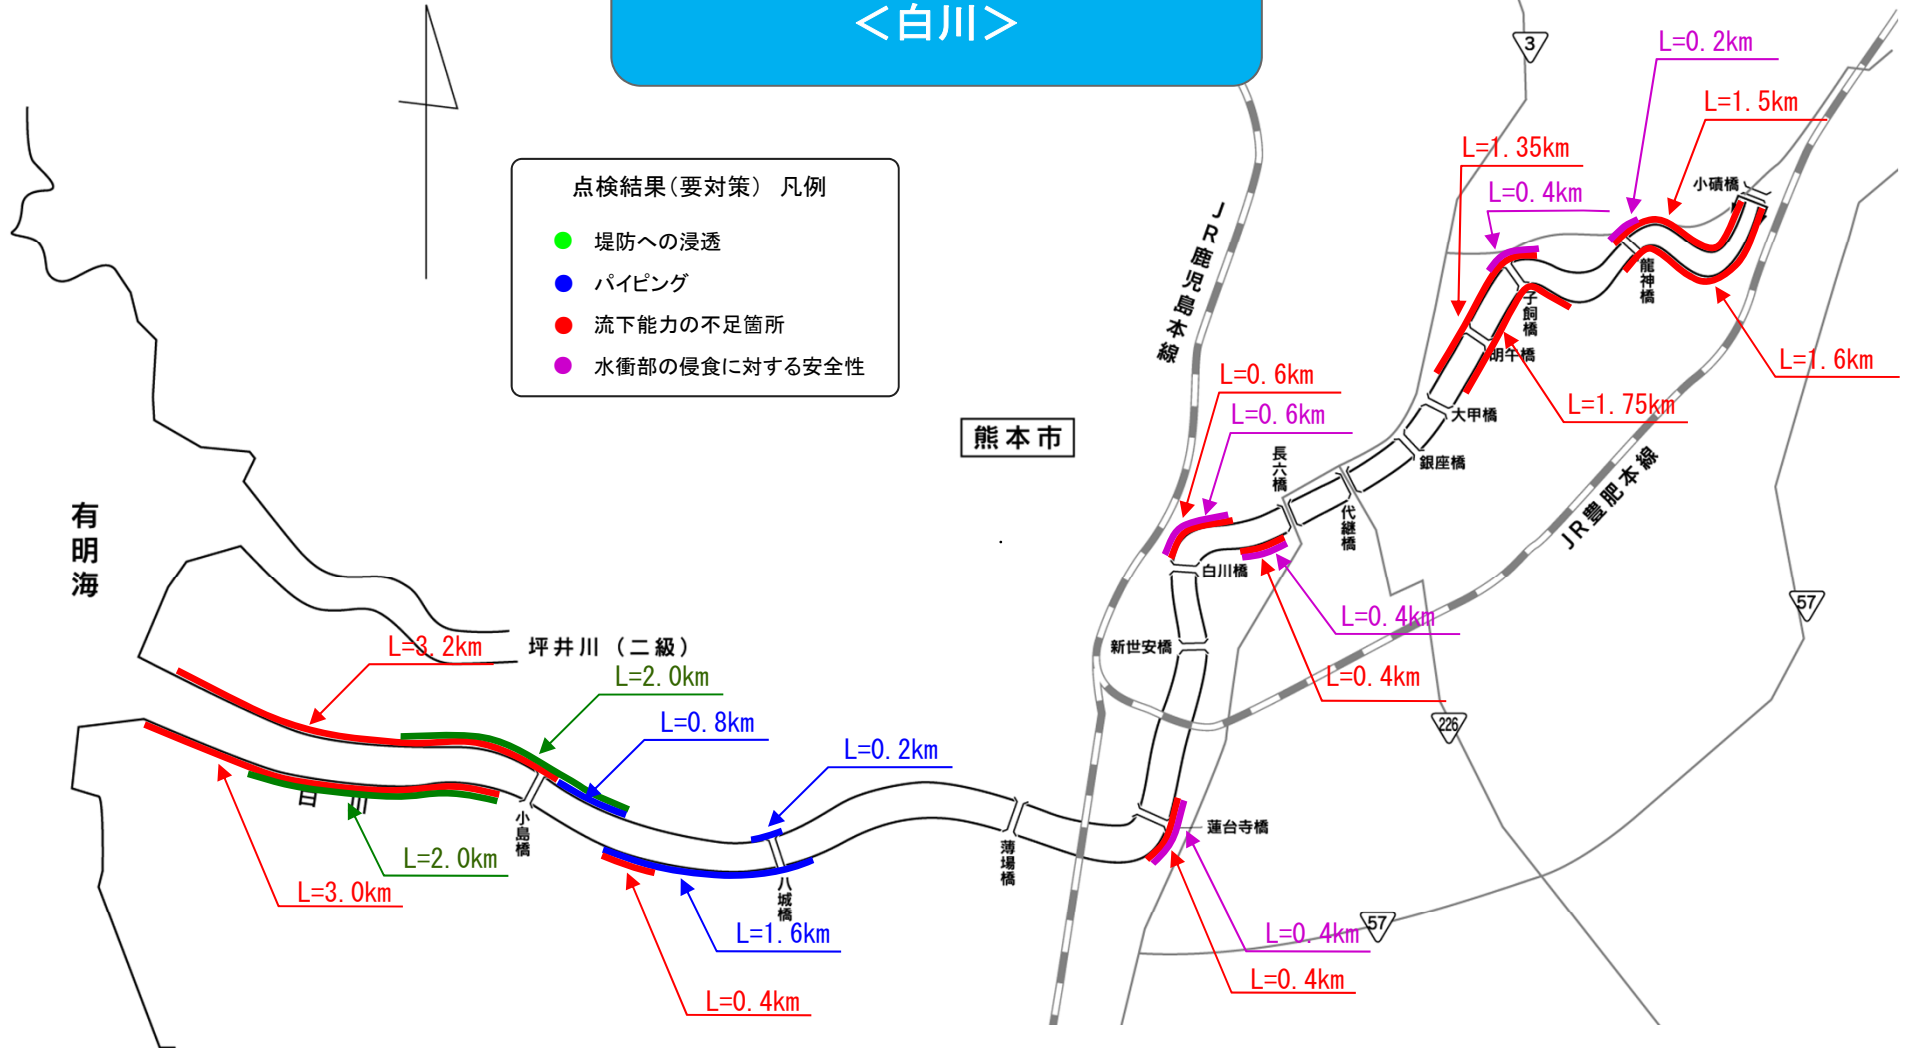 <白川>
3
L=0.2km
L=1.5km
L=1.35km
L=0.4km
小磧橋
点検結果(要対策) 凡例
堤防への浸透
パイピング
流下能力の不足箇所
水衝部の侵食に対する安全性
JR鹿児島本線
龍神橋
子飼橋
明午橋
L=1.6km
L=0.6km
L=1.75km
L=0.6km
大甲橋
熊本市
長六橋
銀座橋
JR豊肥本線
代継橋
有明海
白川橋
57
L=0.4km
新世安橋
坪井川(二級)
L=3.2km
L=2.0km
L=0.4km
226
L=0.8km
L=0.2km
白川
小島橋
蓮台寺橋
薄場橋
L=2.0km
L=3.0km
八城橋
L=1.6km
57
L=0.4km
L=0.4km
L=0.4km